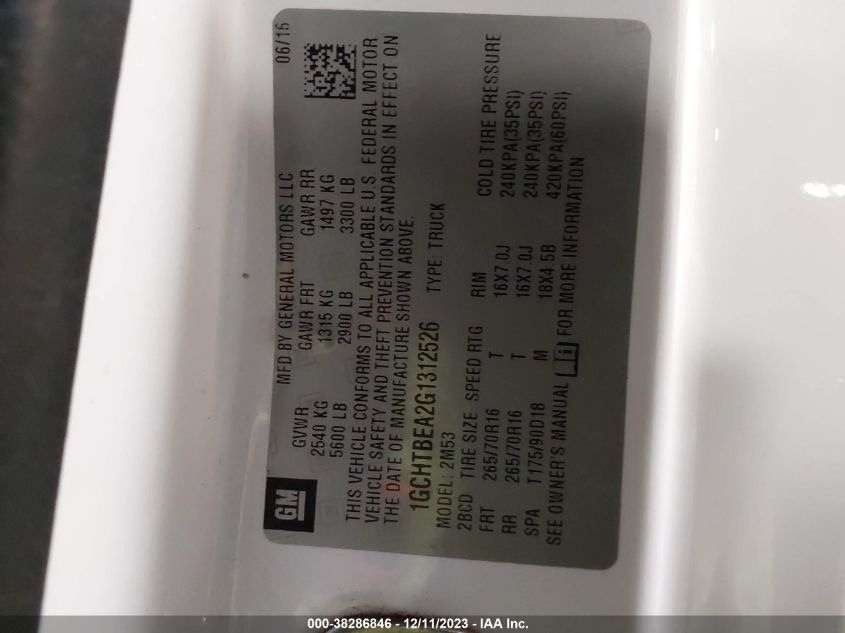 MFD BY GENERAL MOTORS LLC 06/16
GVWR GAWR FRT GAWR RR
2540 KG 1315 KG 1497 KG
5600 LB 2900 LB 3300 LB
GM
THIS VEHICLE CONFORMS TO ALL APPLICABLE U.S. FEDERAL MOTOR
VEHICLE SAFETY AND THEFT PREVENTION STANDARDS IN EFFECT ON
THE DATE OF MANUFACTURE SHOWN ABOVE.
1GCHTBEA2G1312526 TYPE: TRUCK
MODEL: 2M53
2BCD TIRE SIZE SPEED RTG RIM COLD TIRE PRESSURE
FRT 265/70R16 T 16X7.0J 240KPA(35PSI)
RR 265/70R16 T 16X7.0J 240KPA(35PSI)
SPA T175/90D18 M 18X4.5B 420KPA(60PSI)
SEE OWNER'S MANUAL i FOR MORE INFORMATION
000-38286846 - 12/11/2023 - IAA Inc.